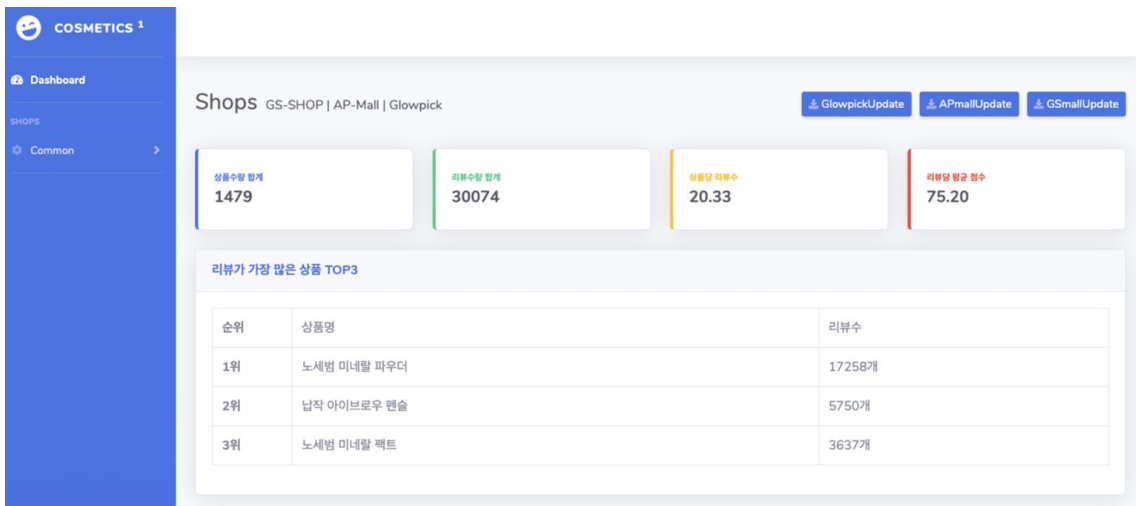 COSMETICS 1
Dashboard
SHOPS
Common
Shops GS-SHOP | AP-Mall | Glowpick
GlowpickUpdate
APmallUpdate
GSmallUpdate
상품수량 합계
1479
리뷰수량 합계
30074
상품당 리뷰수
20.33
리뷰당 평균 점수
75.20
리뷰가 가장 많은 상품 TOP3
순위 상품명 리뷰수
1위 노세범 미네랄 파우더 17258개
2위 납작 아이브로우 펜슬 5750개
3위 노세범 미네랄 팩트 3637개